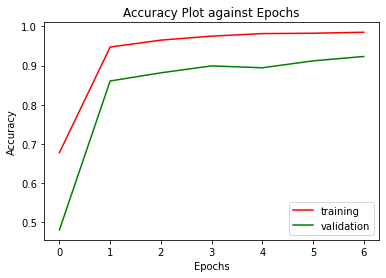 Accuracy Plot against Epochs
Accuracy
1.0
0.9
0.8
0.7
0.6
0.5
0 1 2 3 4 5 6
Epochs
training
validation